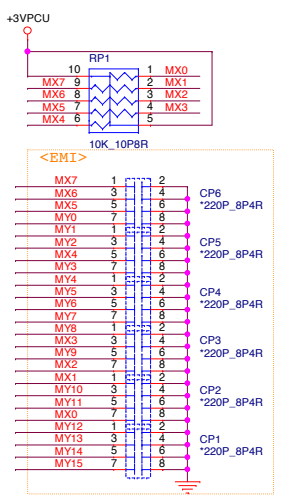 +3VPCU
RP1
10 1 MX0
MX7 9 2 MX1
MX6 8 3 MX2
MX5 7 4 MX3
MX4 6 5
10K_10P8R
<EMI>
MX7 1 2
MX6 3 4 CP6
MX5 5 6 *220P_8P4R
MY0 7 8
MY1 1 2
MY2 3 4 CP5
MX4 5 6 *220P_8P4R
MY3 7 8
MY4 1 2
MY5 3 4 CP4
MY6 5 6 *220P_8P4R
MY7 7 8
MY8 1 2
MX3 3 4 CP3
MY9 5 6 *220P_8P4R
MX2 7 8
MX1 1 2
MY10 3 4 CP2
MY11 5 6 *220P_8P4R
MX0 7 8
MY12 1 2
MY13 3 4 CP1
MY14 5 6 *220P_8P4R
MY15 7 8